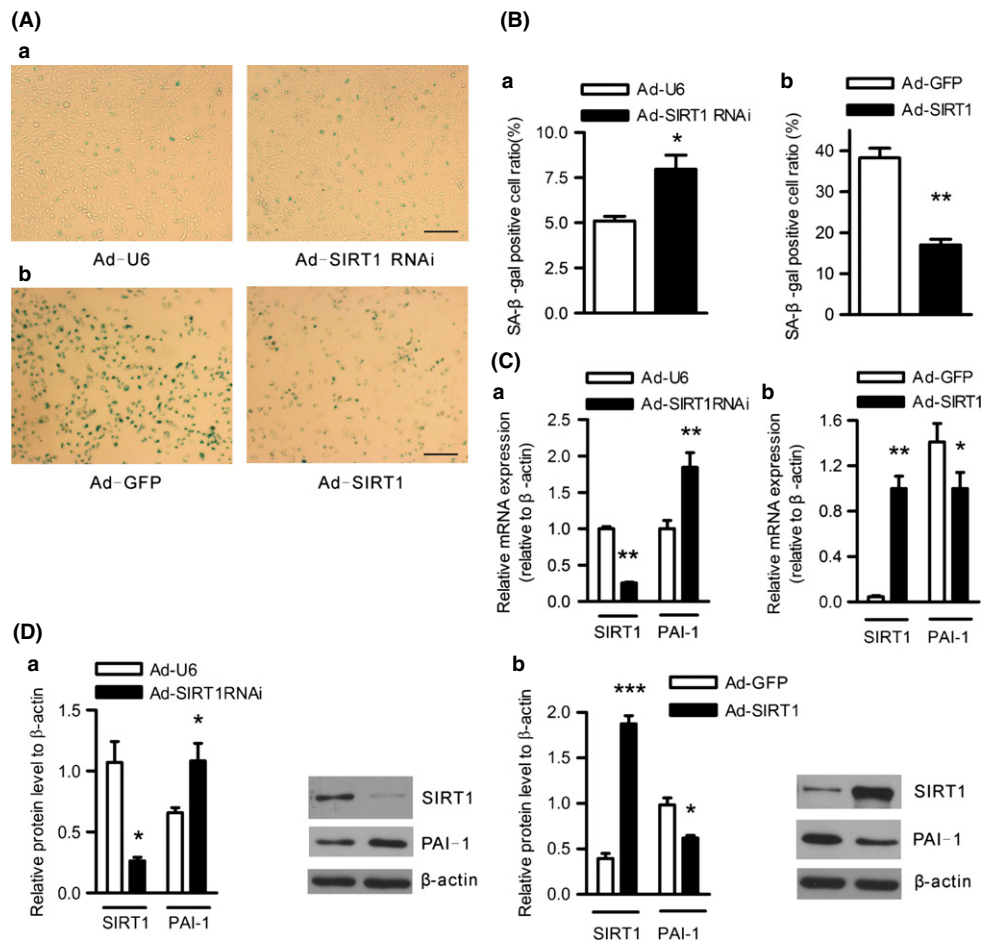 (A)
a
Ad-U6
Ad-SIRT1 RNAi
b
Ad-GFP
Ad-SIRT1
(B)
a
Ad-U6
Ad-SIRT1 RNAi
SA-β -gal positive cell ratio(%)
10.0
7.5
5.0
2.5
0.0
*
b
Ad-GFP
Ad-SIRT1
SA-β -gal positive cell ratio (%)
40
30
20
10
0
**
(C)
a
Ad-U6
Ad-SIRT1RNAi
Relative mRNA expression
(relative to β -actin)
2.5
2.0
1.5
1.0
0.5
0.0
**
**
SIRT1
PAI-1
b
Ad-GFP
Ad-SIRT1
Relative mRNA expression
(relative to β -actin)
1.6
1.2
0.8
0.4
0.0
**
*
SIRT1
PAI-1
(D)
a
Ad-U6
Ad-SIRT1RNAi
Relative protein level to β-actin
1.5
1.0
0.5
0.0
*
*
SIRT1
PAI-1
SIRT1
PAI-1
β-actin
b
Ad-GFP
Ad-SIRT1
Relative protein level to β-actin
2.0
1.5
1.0
0.5
0.0
***
*
SIRT1
PAI-1
SIRT1
PAI-1
β-actin